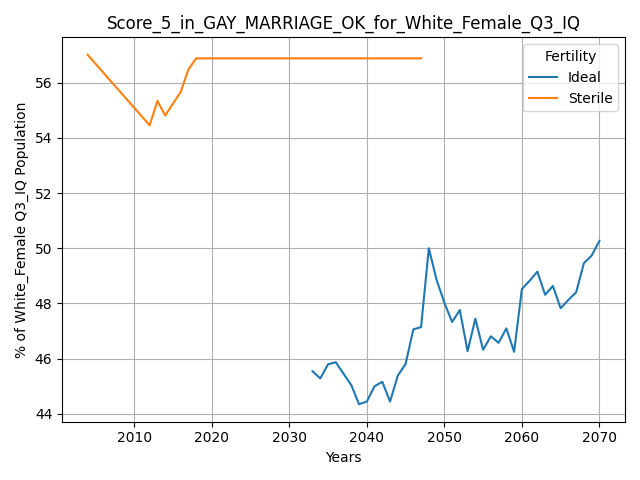 Score_5_in_GAY_MARRIAGE_OK_for_White_Female_Q3_IQ
Fertility
Ideal
Sterile
% of White_Female Q3_IQ Population
56
54
52
50
48
46
44
2010
2020
2030
2040
2050
2060
2070
Years